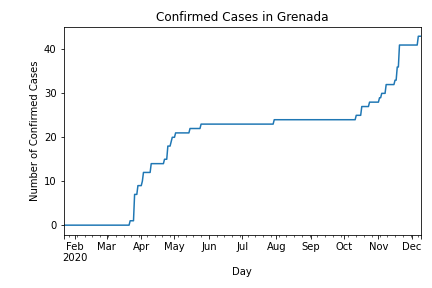 Confirmed Cases in Grenada
Number of Confirmed Cases
40
30
20
10
0
Feb Mar Apr May Jun Jul Aug Sep Oct Nov Dec
2020
Day